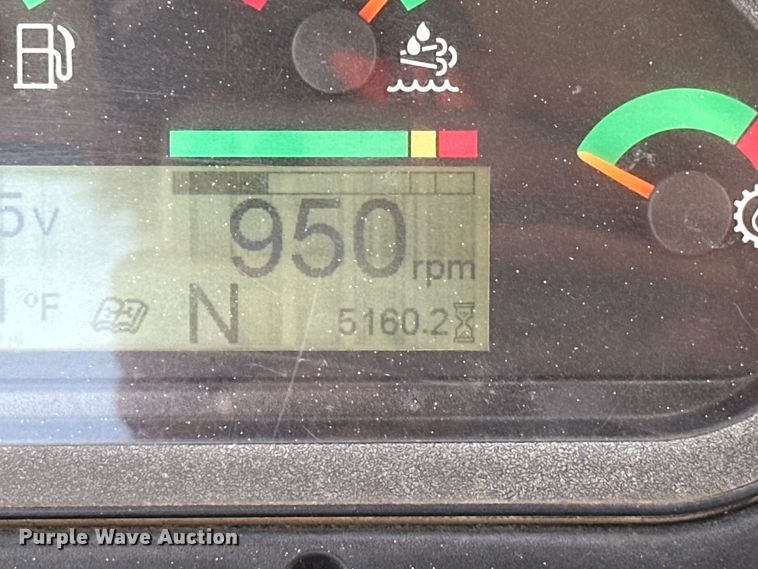 5V
950 rpm
°F
N
5160.2
Purple Wave Auction